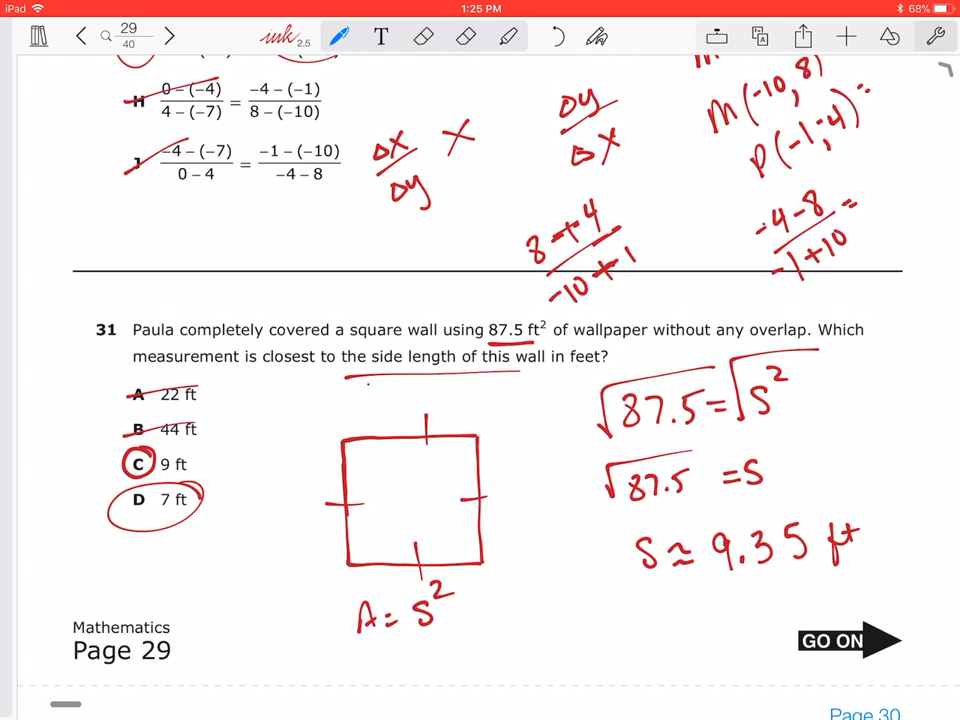 iPad 1:25 PM 68%
29
40
ink 2.5 T
H 0 – (–4) / 4 – (–7) = –4 – (–1) / 8 – (–10)
J –4 – (–7) / 0 – 4 = –1 – (–10) / –4 – 8
Δx / Δy X
Δy / Δx
M(-10, 8)
P(-1, -4)
8 + 4 / -10 + 1
-4 - 8 / -1 + 10 =
31 Paula completely covered a square wall using 87.5 ft² of wallpaper without any overlap. Which
measurement is closest to the side length of this wall in feet?
A 22 ft
B 44 ft
C 9 ft
D 7 ft
√87.5 = √S²
√87.5 = S
S ≈ 9.35 ft
A = S²
Mathematics
Page 29
GO ON
Page 30